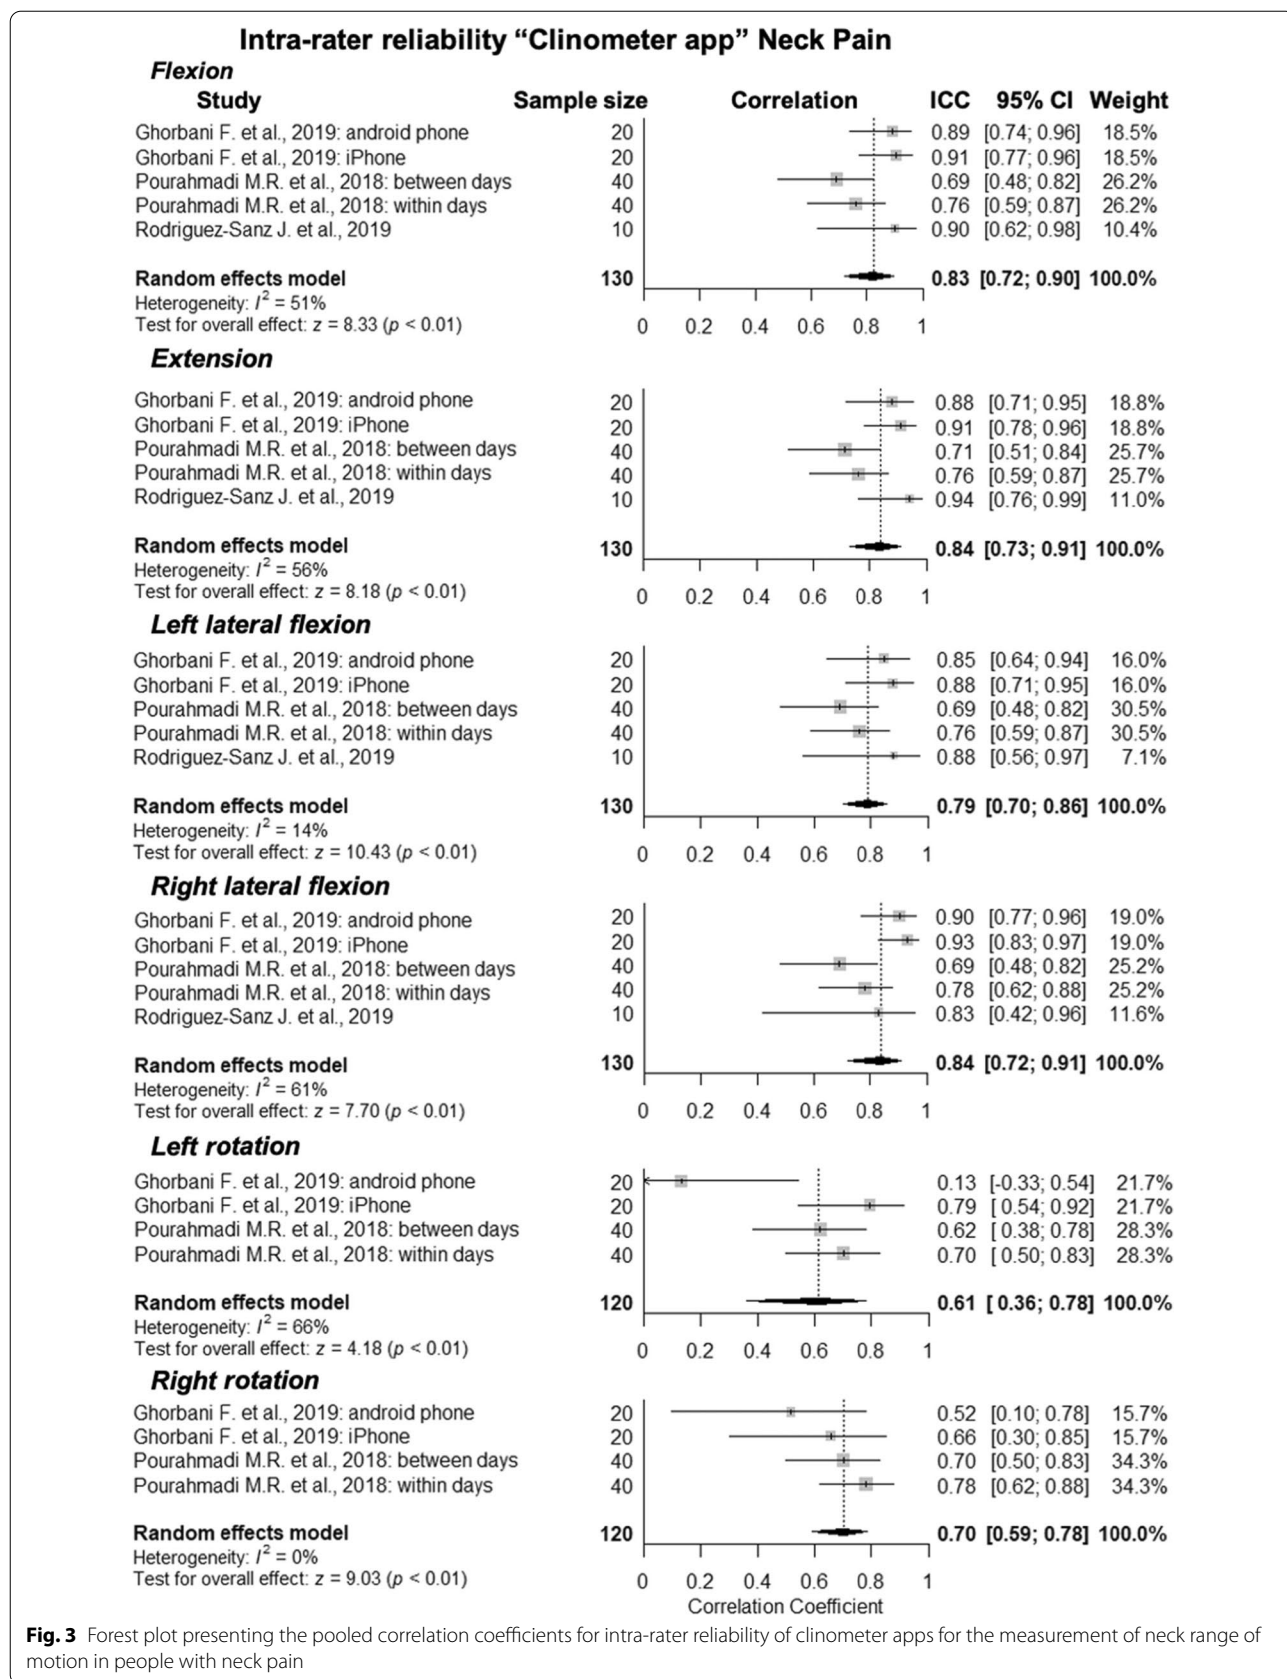 Intra-rater reliability “Clinometer app” Neck Pain
Flexion
Study Sample size Correlation ICC 95% CI Weight
Ghorbani F. et al., 2019: android phone 20 0.89 [0.74; 0.96] 18.5%
Ghorbani F. et al., 2019: iPhone 20 0.91 [0.77; 0.96] 18.5%
Pourahmadi M.R. et al., 2018: between days 40 0.69 [0.48; 0.82] 26.2%
Pourahmadi M.R. et al., 2018: within days 40 0.76 [0.59; 0.87] 26.2%
Rodriguez-Sanz J. et al., 2019 10 0.90 [0.62; 0.98] 10.4%
Random effects model 130 0.83 [0.72; 0.90] 100.0%
Heterogeneity: I² = 51%
Test for overall effect: z = 8.33 (p < 0.01)
0 0.2 0.4 0.6 0.8 1
Extension
Ghorbani F. et al., 2019: android phone 20 0.88 [0.71; 0.95] 18.8%
Ghorbani F. et al., 2019: iPhone 20 0.91 [0.78; 0.96] 18.8%
Pourahmadi M.R. et al., 2018: between days 40 0.71 [0.51; 0.84] 25.7%
Pourahmadi M.R. et al., 2018: within days 40 0.76 [0.59; 0.87] 25.7%
Rodriguez-Sanz J. et al., 2019 10 0.94 [0.76; 0.99] 11.0%
Random effects model 130 0.84 [0.73; 0.91] 100.0%
Heterogeneity: I² = 56%
Test for overall effect: z = 8.18 (p < 0.01)
0 0.2 0.4 0.6 0.8 1
Left lateral flexion
Ghorbani F. et al., 2019: android phone 20 0.85 [0.64; 0.94] 16.0%
Ghorbani F. et al., 2019: iPhone 20 0.88 [0.71; 0.95] 16.0%
Pourahmadi M.R. et al., 2018: between days 40 0.69 [0.48; 0.82] 30.5%
Pourahmadi M.R. et al., 2018: within days 40 0.76 [0.59; 0.87] 30.5%
Rodriguez-Sanz J. et al., 2019 10 0.88 [0.56; 0.97] 7.1%
Random effects model 130 0.79 [0.70; 0.86] 100.0%
Heterogeneity: I² = 14%
Test for overall effect: z = 10.43 (p < 0.01)
0 0.2 0.4 0.6 0.8 1
Right lateral flexion
Ghorbani F. et al., 2019: android phone 20 0.90 [0.77; 0.96] 19.0%
Ghorbani F. et al., 2019: iPhone 20 0.93 [0.83; 0.97] 19.0%
Pourahmadi M.R. et al., 2018: between days 40 0.69 [0.48; 0.82] 25.2%
Pourahmadi M.R. et al., 2018: within days 40 0.78 [0.62; 0.88] 25.2%
Rodriguez-Sanz J. et al., 2019 10 0.83 [0.42; 0.96] 11.6%
Random effects model 130 0.84 [0.72; 0.91] 100.0%
Heterogeneity: I² = 61%
Test for overall effect: z = 7.70 (p < 0.01)
0 0.2 0.4 0.6 0.8 1
Left rotation
Ghorbani F. et al., 2019: android phone 20 0.13 [-0.33; 0.54] 21.7%
Ghorbani F. et al., 2019: iPhone 20 0.79 [ 0.54; 0.92] 21.7%
Pourahmadi M.R. et al., 2018: between days 40 0.62 [ 0.38; 0.78] 28.3%
Pourahmadi M.R. et al., 2018: within days 40 0.70 [ 0.50; 0.83] 28.3%
Random effects model 120 0.61 [ 0.36; 0.78] 100.0%
Heterogeneity: I² = 66%
Test for overall effect: z = 4.18 (p < 0.01)
0 0.2 0.4 0.6 0.8 1
Right rotation
Ghorbani F. et al., 2019: android phone 20 0.52 [0.10; 0.78] 15.7%
Ghorbani F. et al., 2019: iPhone 20 0.66 [0.30; 0.85] 15.7%
Pourahmadi M.R. et al., 2018: between days 40 0.70 [0.50; 0.83] 34.3%
Pourahmadi M.R. et al., 2018: within days 40 0.78 [0.62; 0.88] 34.3%
Random effects model 120 0.70 [0.59; 0.78] 100.0%
Heterogeneity: I² = 0%
Test for overall effect: z = 9.03 (p < 0.01)
0 0.2 0.4 0.6 0.8 1
Correlation Coefficient
Fig. 3 Forest plot presenting the pooled correlation coefficients for intra-rater reliability of clinometer apps for the measurement of neck range of
motion in people with neck pain